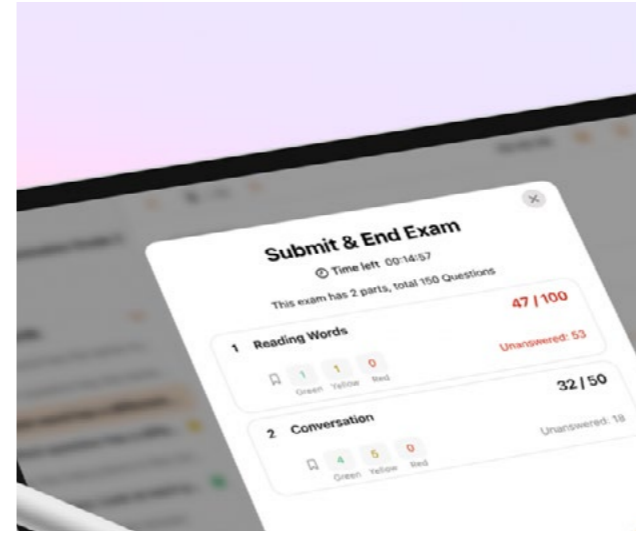 Submit & End Exam
Time left 00:14:57
This exam has 2 parts, total 150 Questions
1 Reading Words 47 / 100
1 1 0 Unanswered: 53
Green Yellow Red
2 Conversation 32 / 50
4 5 0 Unanswered: 18
Green Yellow Red